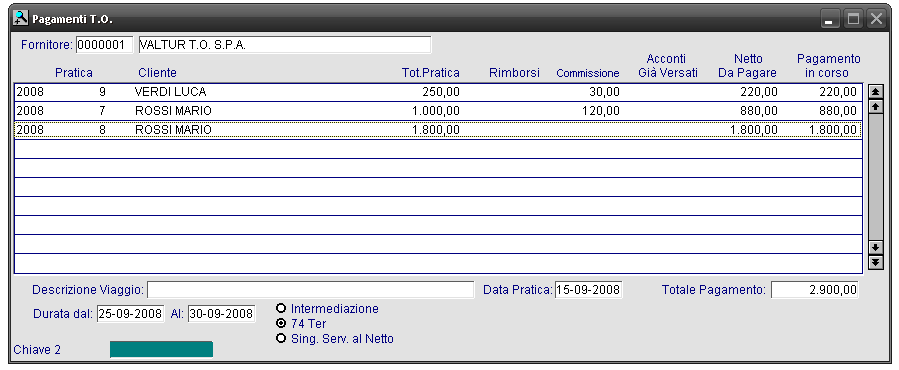 Pagamenti T.O.
Fornitore: 0000001 VALTUR T.O. S.P.A.
Pratica Cliente Tot.Pratica Rimborsi Commissione Acconti Già Versati Netto Da Pagare Pagamento in corso
2008 9 VERDI LUCA 250,00 30,00 220,00 220,00
2008 7 ROSSI MARIO 1.000,00 120,00 880,00 880,00
2008 8 ROSSI MARIO 1.800,00 1.800,00 1.800,00
Descrizione Viaggio: Data Pratica: 15-09-2008 Totale Pagamento: 2.900,00
Durata dal: 25-09-2008 Al: 30-09-2008
Intermediazione
74 Ter
Sing. Serv. al Netto
Chiave 2